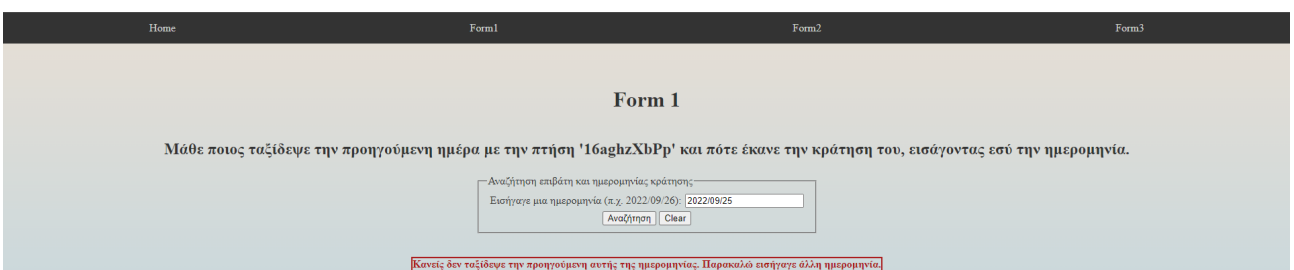 Home Form1 Form2 Form3
Form 1
Μάθε ποιος ταξίδεψε την προηγούμενη ημέρα με την πτήση '16aghzXbPp' και πότε έκανε την κράτηση του, εισάγοντας εσύ την ημερομηνία.
Αναζήτηση επιβάτη και ημερομηνίας κράτησης
Εισήγαγε μια ημερομηνία (π.χ. 2022/09/26): 2022/09/25
Αναζήτηση Clear
Κανείς δεν ταξίδεψε την προηγούμενη αυτής της ημερομηνίας. Παρακαλώ εισήγαγε άλλη ημερομηνία.